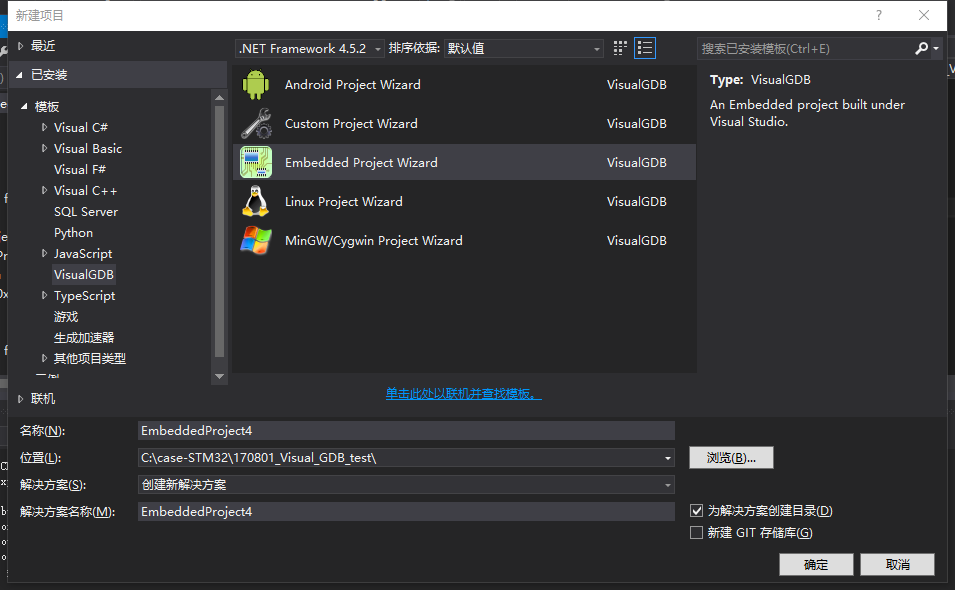 新建项目
最近
.NET Framework 4.5.2 排序依据: 默认值
搜索已安装模板(Ctrl+E)
已安装
模板
Visual C#
Visual Basic
Visual F#
Visual C++
SQL Server
Python
JavaScript
VisualGDB
TypeScript
游戏
生成加速器
其他项目类型
联机
Android Project Wizard VisualGDB
Custom Project Wizard VisualGDB
Embedded Project Wizard VisualGDB
Linux Project Wizard VisualGDB
MinGW/Cygwin Project Wizard VisualGDB
单击此处以联机并查找模板。
Type: VisualGDB
An Embedded project built under
Visual Studio.
名称(N): EmbeddedProject4
位置(L): C:\case-STM32\170801_Visual_GDB_test\ 浏览(B)...
解决方案(S): 创建新解决方案
解决方案名称(M): EmbeddedProject4
为解决方案创建目录(D)
新建 GIT 存储库(G)
确定 取消